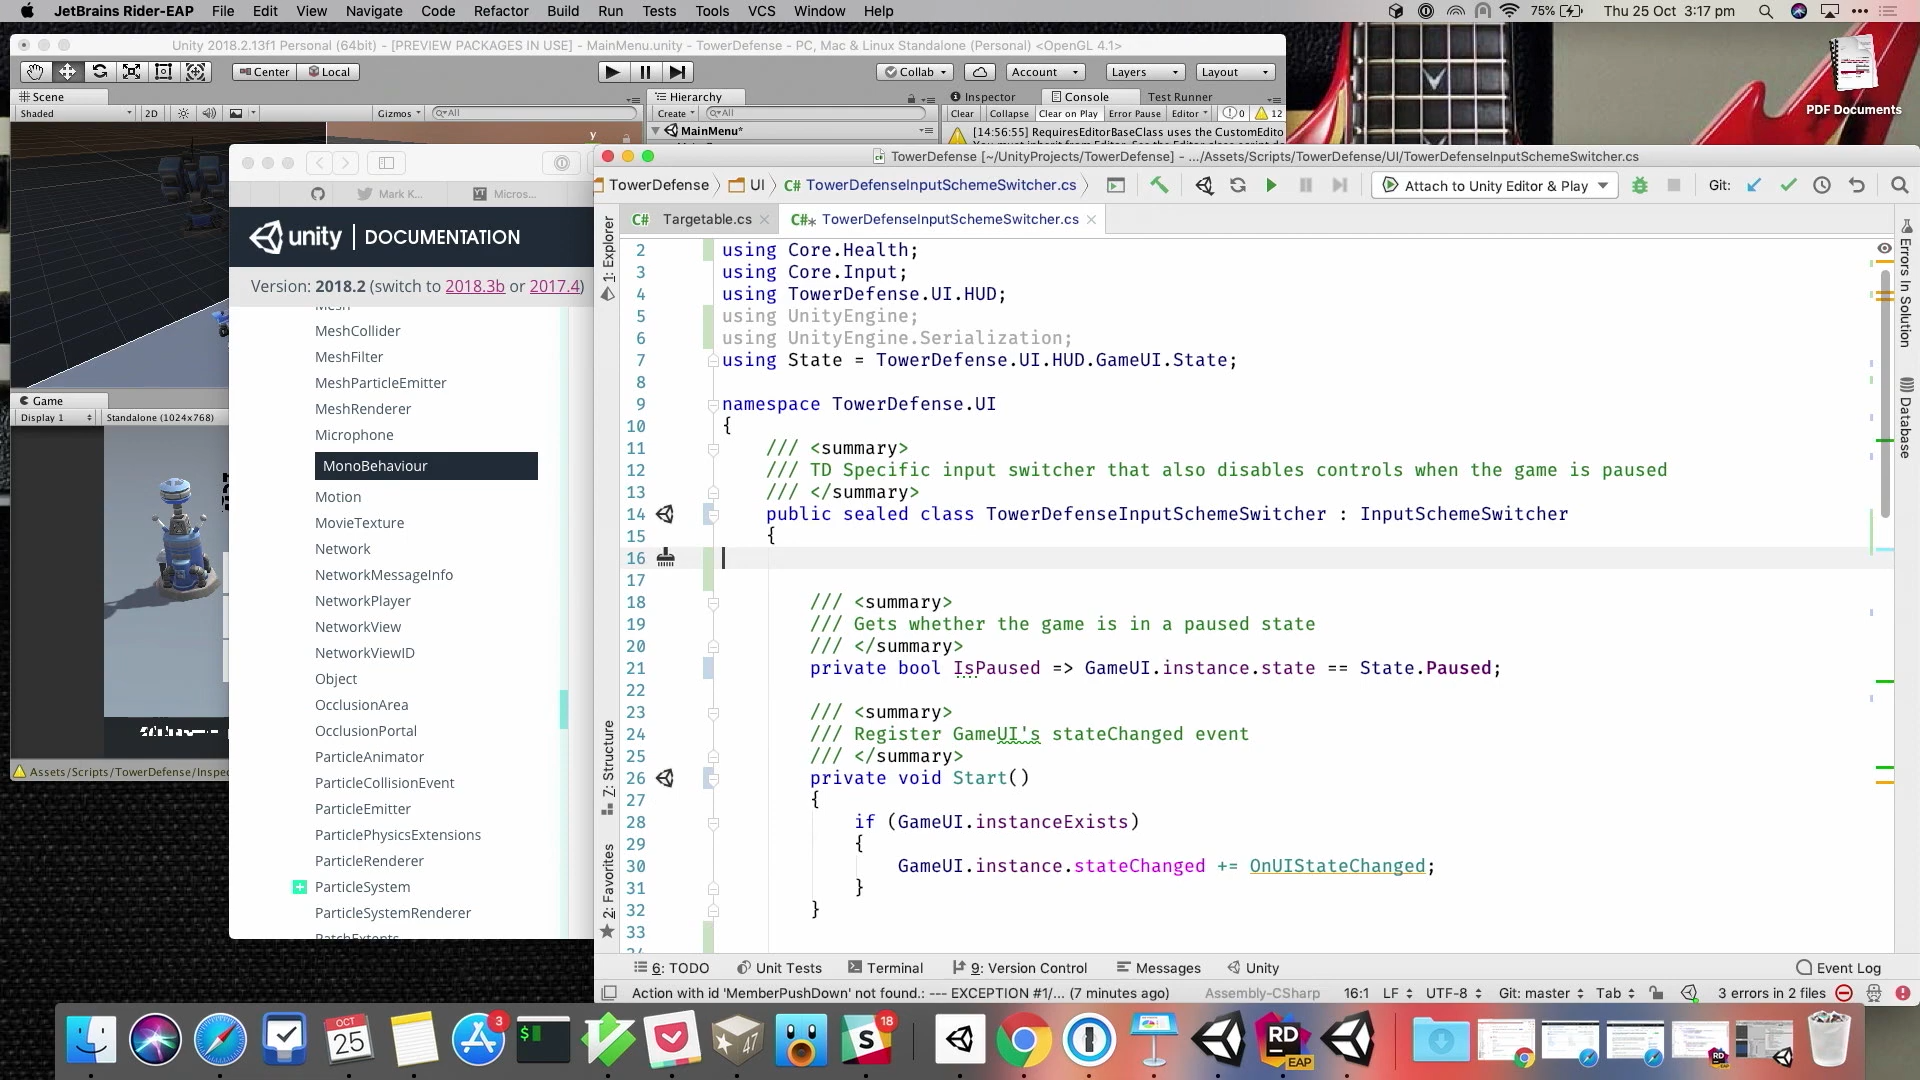 JetBrains Rider-EAP File Edit View Navigate Code Refactor Build Run Tests Tools VCS Window Help 75% Thu 25 Oct 3:17 pm
Unity 2018.2.13f1 Personal (64bit) - [PREVIEW PACKAGES IN USE] - MainMenu.unity - TowerDefense - PC, Mac & Linux Standalone (Personal) <OpenGL 4.1>
Center Local Collab Account Layers Layout
Scene Hierarchy Inspector Console Test Runner
Shaded 2D Gizmos All Create All Clear Collapse Clear on Play Error Pause Editor 0 12
MainMenu*
[14:56:55] RequiresEditorBaseClass uses the CustomEdito
PDF Documents
y
Game
Display 1 Standalone (1024x768)
Assets/Scripts/TowerDefense/Inspe
Mark K... Micros...
unity | DOCUMENTATION
Version: 2018.2 (switch to 2018.3b or 2017.4)
Mesh
MeshCollider
MeshFilter
MeshParticleEmitter
MeshRenderer
Microphone
MonoBehaviour
Motion
MovieTexture
Network
NetworkMessageInfo
NetworkPlayer
NetworkView
NetworkViewID
Object
OcclusionArea
OcclusionPortal
ParticleAnimator
ParticleCollisionEvent
ParticleEmitter
ParticlePhysicsExtensions
ParticleRenderer
ParticleSystem
ParticleSystemRenderer
PatchExtents
TowerDefense [~/UnityProjects/TowerDefense] - .../Assets/Scripts/TowerDefense/UI/TowerDefenseInputSchemeSwitcher.cs
TowerDefense UI C# TowerDefenseInputSchemeSwitcher.cs Attach to Unity Editor & Play Git:
C# Targetable.cs C#* TowerDefenseInputSchemeSwitcher.cs
1: Explorer
7: Structure
2: Favorites
Errors In Solution
Database
2 using Core.Health;
3 using Core.Input;
4 using TowerDefense.UI.HUD;
5 using UnityEngine;
6 using UnityEngine.Serialization;
7 using State = TowerDefense.UI.HUD.GameUI.State;
8
9 namespace TowerDefense.UI
10 {
11 /// <summary>
12 /// TD Specific input switcher that also disables controls when the game is paused
13 /// </summary>
14 public sealed class TowerDefenseInputSchemeSwitcher : InputSchemeSwitcher
15 {
16
17
18 /// <summary>
19 /// Gets whether the game is in a paused state
20 /// </summary>
21 private bool IsPaused => GameUI.instance.state == State.Paused;
22
23 /// <summary>
24 /// Register GameUI's stateChanged event
25 /// </summary>
26 private void Start()
27 {
28 if (GameUI.instanceExists)
29 {
30 GameUI.instance.stateChanged += OnUIStateChanged;
31 }
32 }
33
6: TODO Unit Tests Terminal 9: Version Control Messages Unity Event Log
Action with id 'MemberPushDown' not found.: --- EXCEPTION #1/... (7 minutes ago) Assembly-CSharp 16:1 LF UTF-8 Git: master Tab 3 errors in 2 files
OCT 25 3 $ 47 18 RD EAP